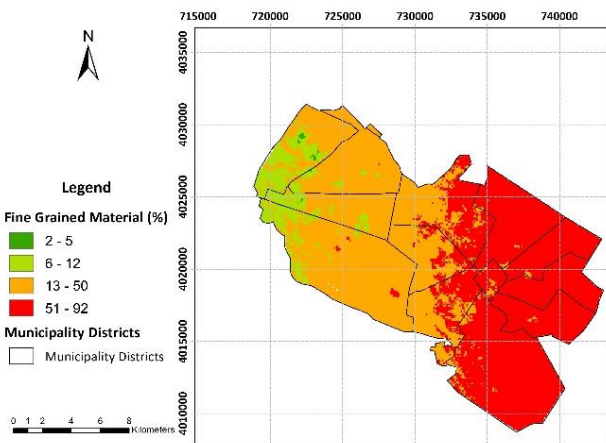 715000 720000 725000 730000 735000 740000
N
4035000
4030000
4025000
4020000
4015000
4010000
Legend
Fine Grained Material (%)
2 - 5
6 - 12
13 - 50
51 - 92
Municipality Districts
Municipality Districts
0 1 2 4 6 8
Kilometers